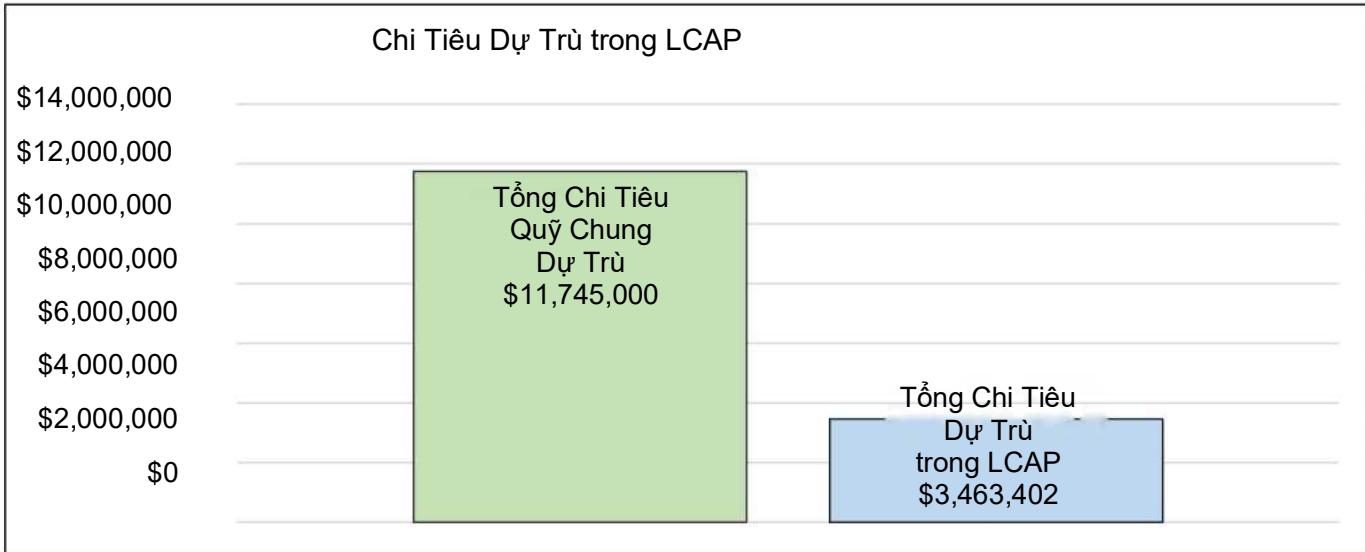 Chi Tiêu Dự Trù trong LCAP
$14,000,000
$12,000,000
$10,000,000
$8,000,000
$6,000,000
$4,000,000
$2,000,000
$0
Tổng Chi Tiêu
Quỹ Chung
Dự Trù
$11,745,000
Tổng Chi Tiêu
Dự Trù
trong LCAP
$3,463,402